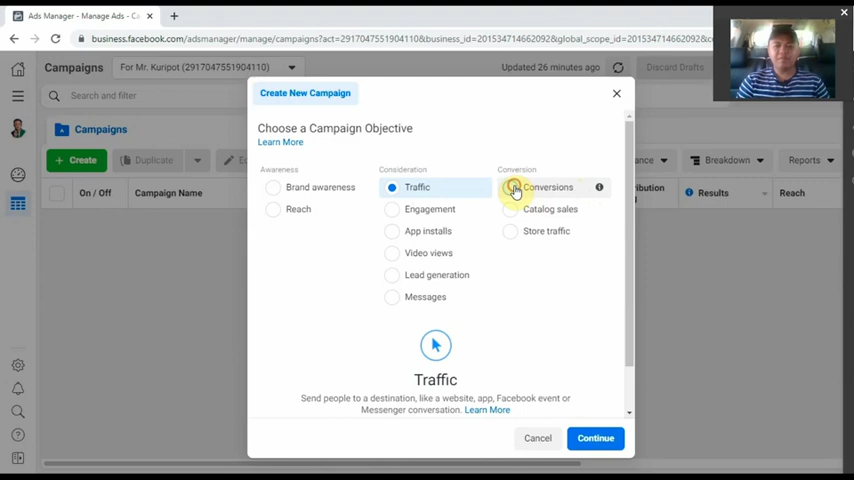 Ads Manager - Manage Ads - Ca
business.facebook.com/adsmanager/manage/campaigns?act=2917047551904110&business_id=201534714662092&global_scope_id=201534714662092&
Campaigns
For Mr. Kuripot (2917047551904110)
Updated 26 minutes ago
Discard Drafts
Search and filter
Campaigns
Create
Duplicate
Breakdown
Reports
On / Off
Campaign Name
Results
Reach
Create New Campaign
Choose a Campaign Objective
Learn More
Awareness
Consideration
Conversion
Brand awareness
Traffic
Conversions
Reach
Engagement
Catalog sales
App installs
Store traffic
Video views
Lead generation
Messages
Traffic
Send people to a destination, like a website, app, Facebook event or
Messenger conversation. Learn More
Cancel
Continue